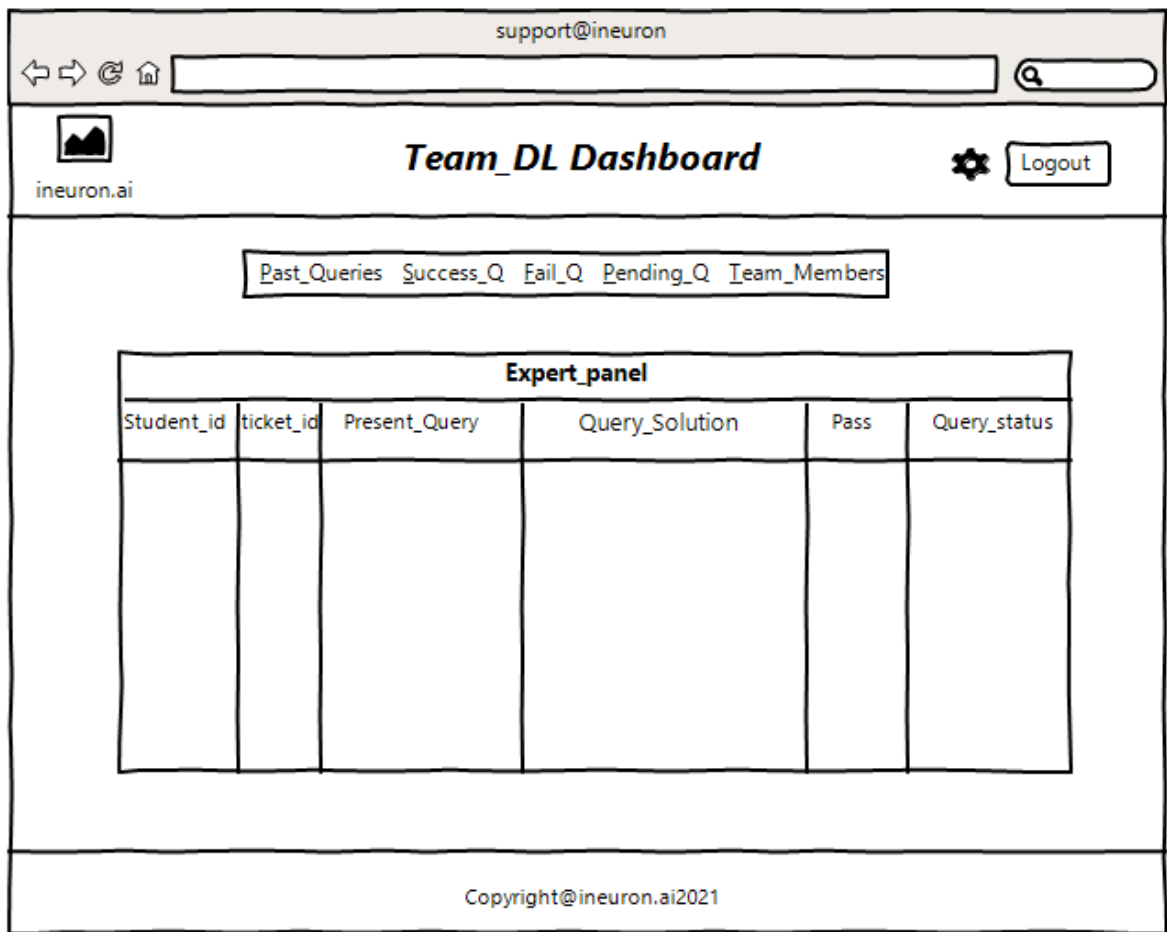 support@ineuron
Team_DL Dashboard
Logout
ineuron.ai
Past_Queries Success_Q Fail_Q Pending_Q Team_Members
Expert_panel
Student_id ticket_id Present_Query Query_Solution Pass Query_status
Copyright@ineuron.ai2021